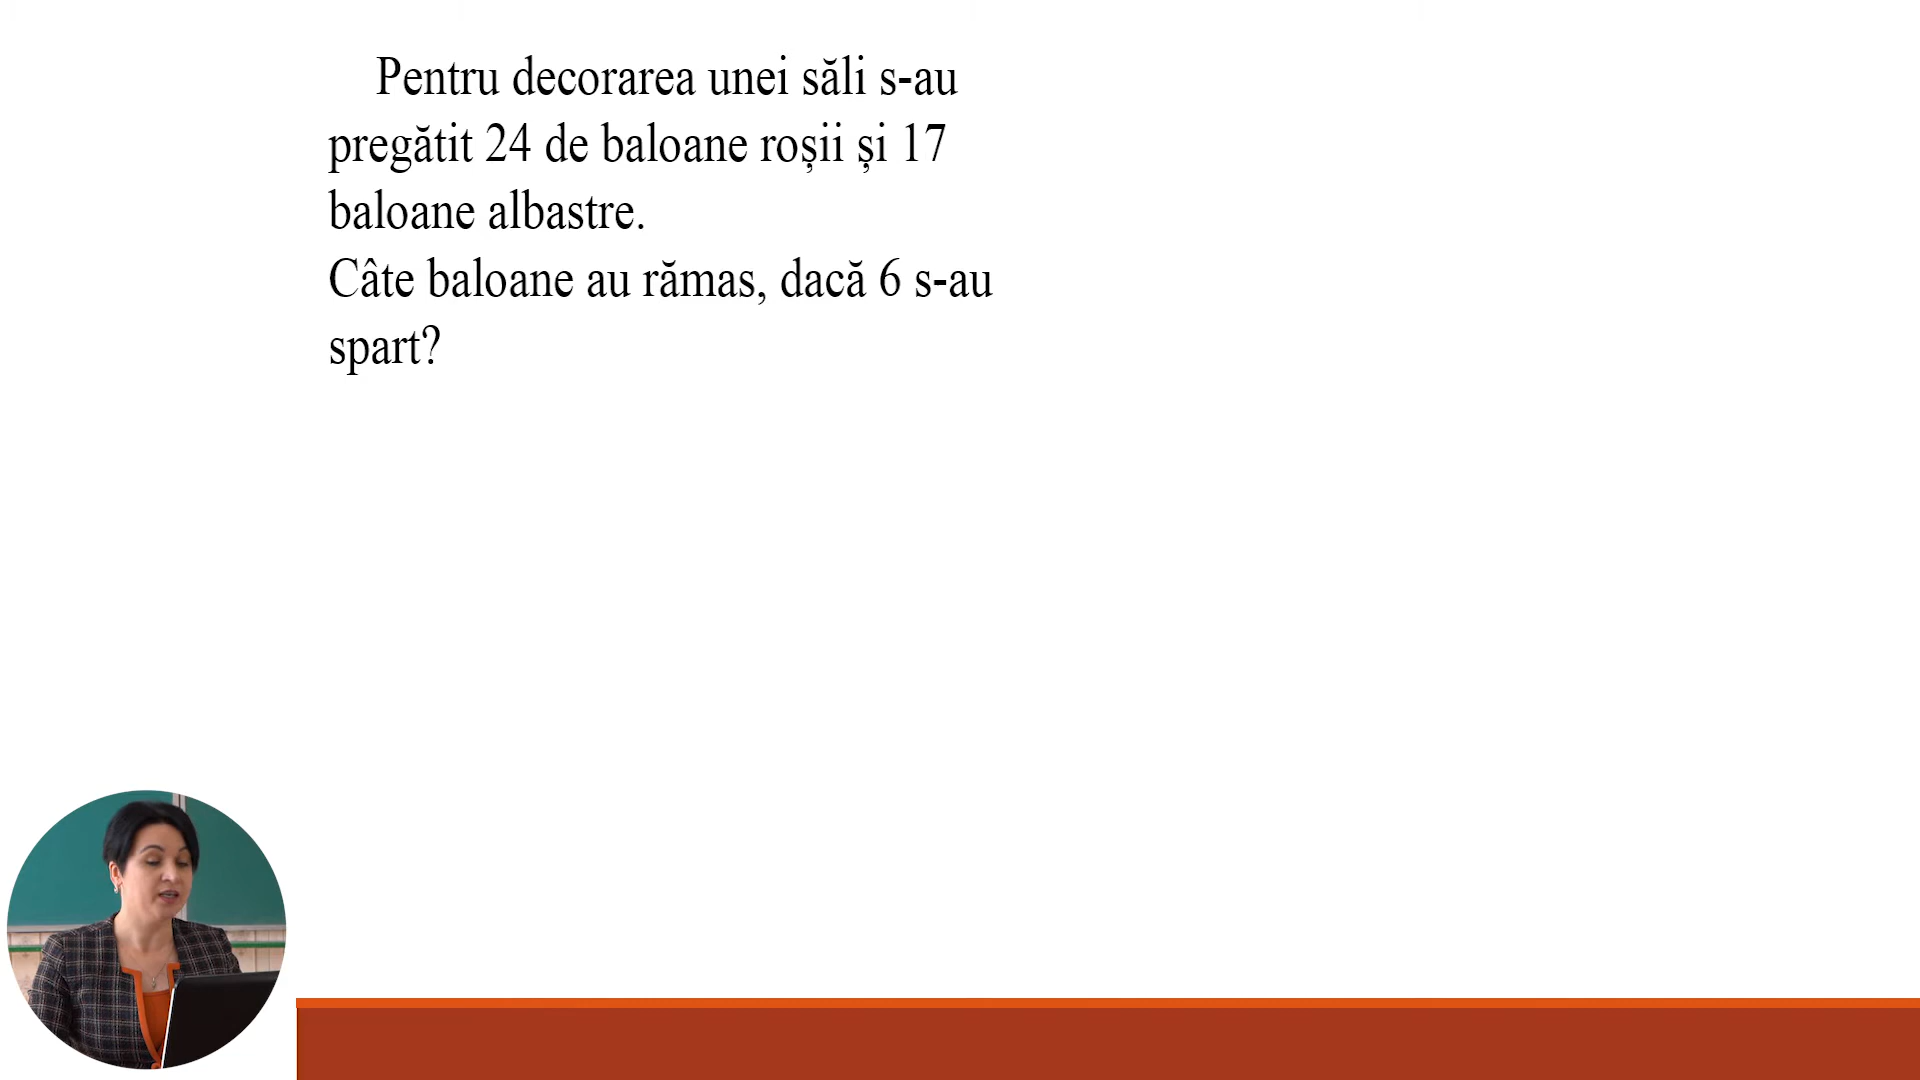 Pentru decorarea unei săli s-au
pregătit 24 de baloane roșii și 17
baloane albastre.
Câte baloane au rămas, dacă 6 s-au
spart?